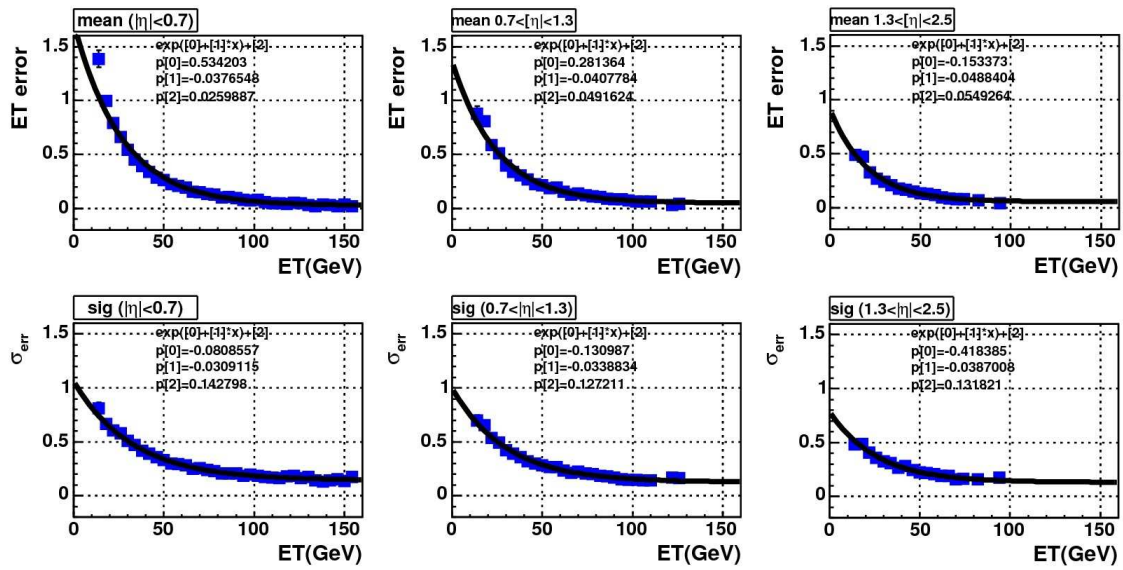 mean (|η|<0.7)
exp([0]+[1]*x)+[2]
p[0]=0.534203
p[1]=-0.0376548
p[2]=0.0259887
ET error
1.5
1
0.5
0
0 50 100 150
ET(GeV)
mean 0.7<[η|<1.3
exp([0]+[1]*x)+[2]
p[0]=0.281364
p[1]=-0.0407784
p[2]=0.0491624
ET error
1.5
1
0.5
0
0 50 100 150
ET(GeV)
mean 1.3<[η|<2.5
exp([0]+[1]*x)+[2]
p[0]=-0.153373
p[1]=-0.0488404
p[2]=0.0549264
ET error
1.5
1
0.5
0
0 50 100 150
ET(GeV)
sig (|η|<0.7)
exp([0]+[1]*x)+[2]
p[0]=-0.0808557
p[1]=-0.0309115
p[2]=0.142798
σerr
1.5
1
0.5
0
0 50 100 150
ET(GeV)
sig (0.7<|η|<1.3)
exp([0]+[1]*x)+[2]
p[0]=-0.130987
p[1]=-0.0338834
p[2]=0.127211
σerr
1.5
1
0.5
0
0 50 100 150
ET(GeV)
sig (1.3<|η|<2.5)
exp([0]+[1]*x)+[2]
p[0]=-0.418385
p[1]=-0.0387008
p[2]=0.131821
σerr
1.5
1
0.5
0
0 50 100 150
ET(GeV)